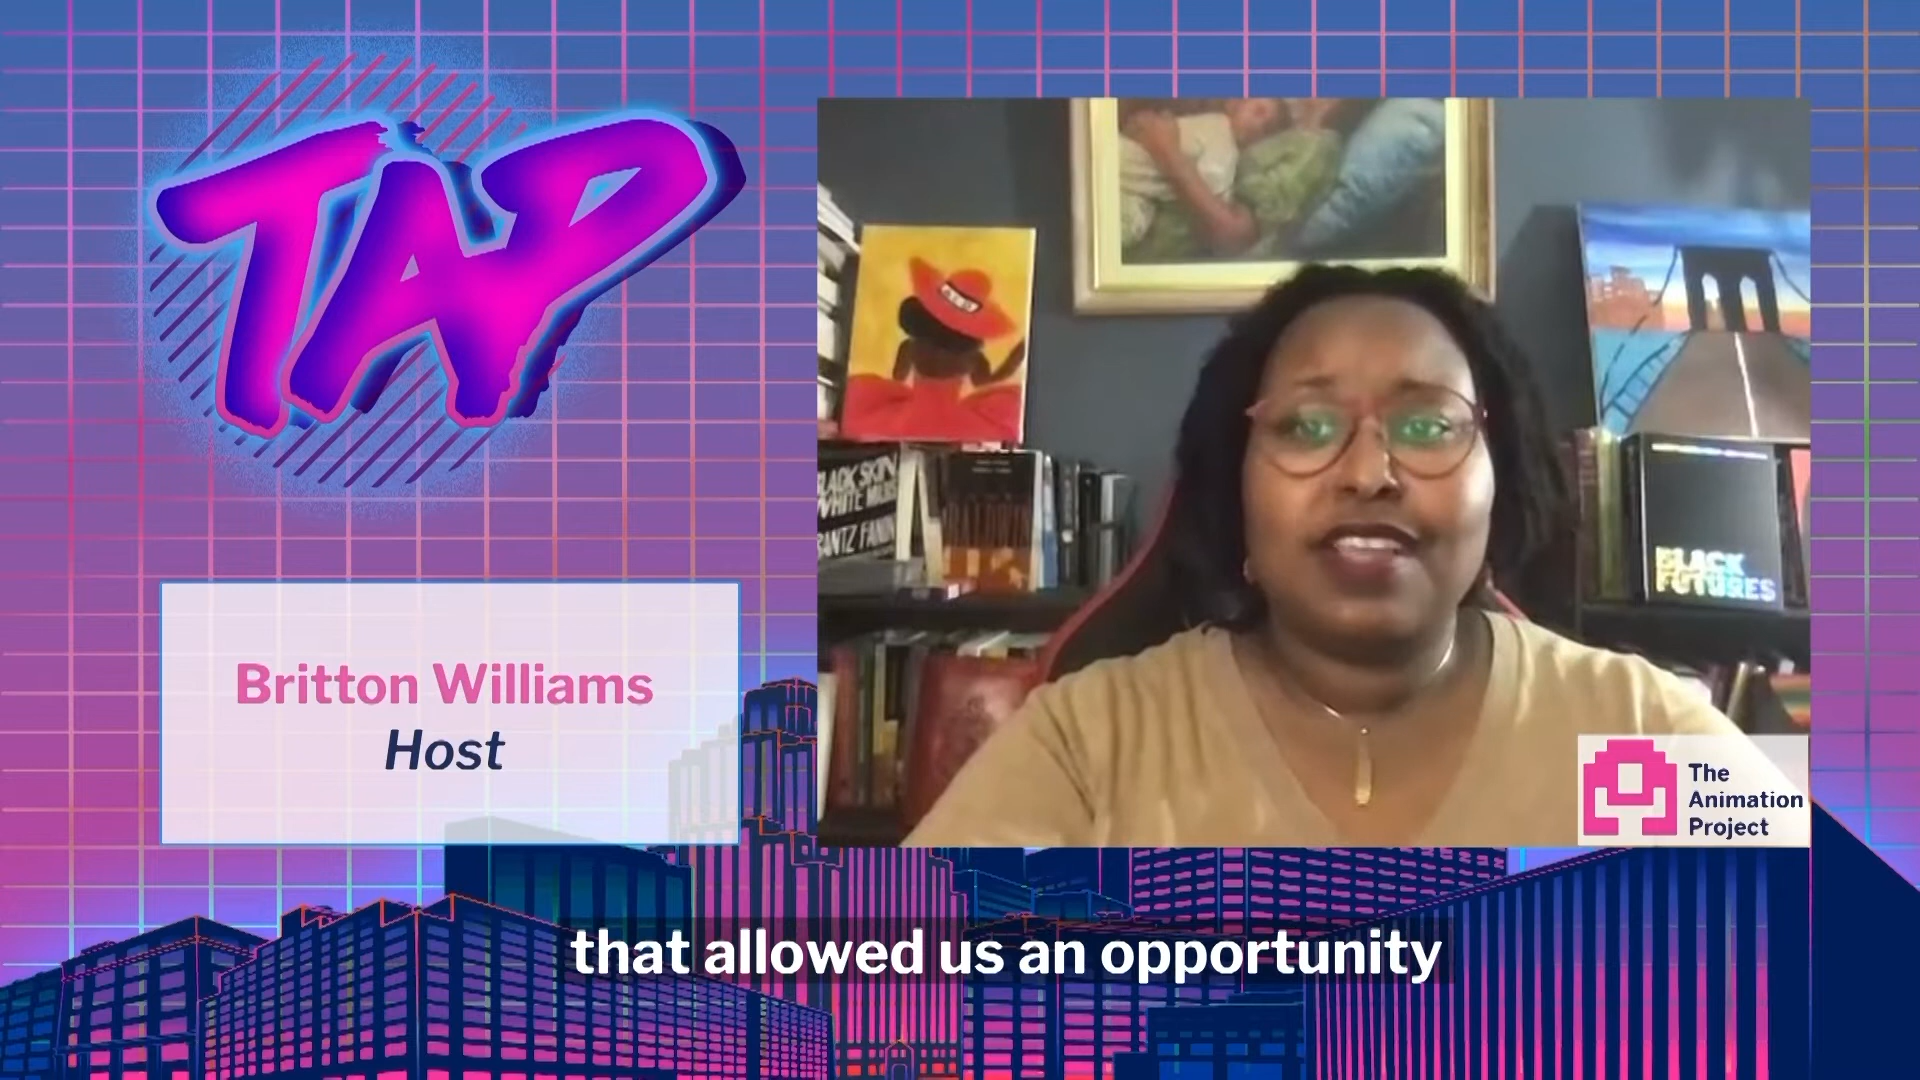 TAP
BLACK SKIN
WHITE MASKS
FRANTZ FANON
BLACK
FUTURES
Britton Williams
Host
The
Animation
Project
that allowed us an opportunity